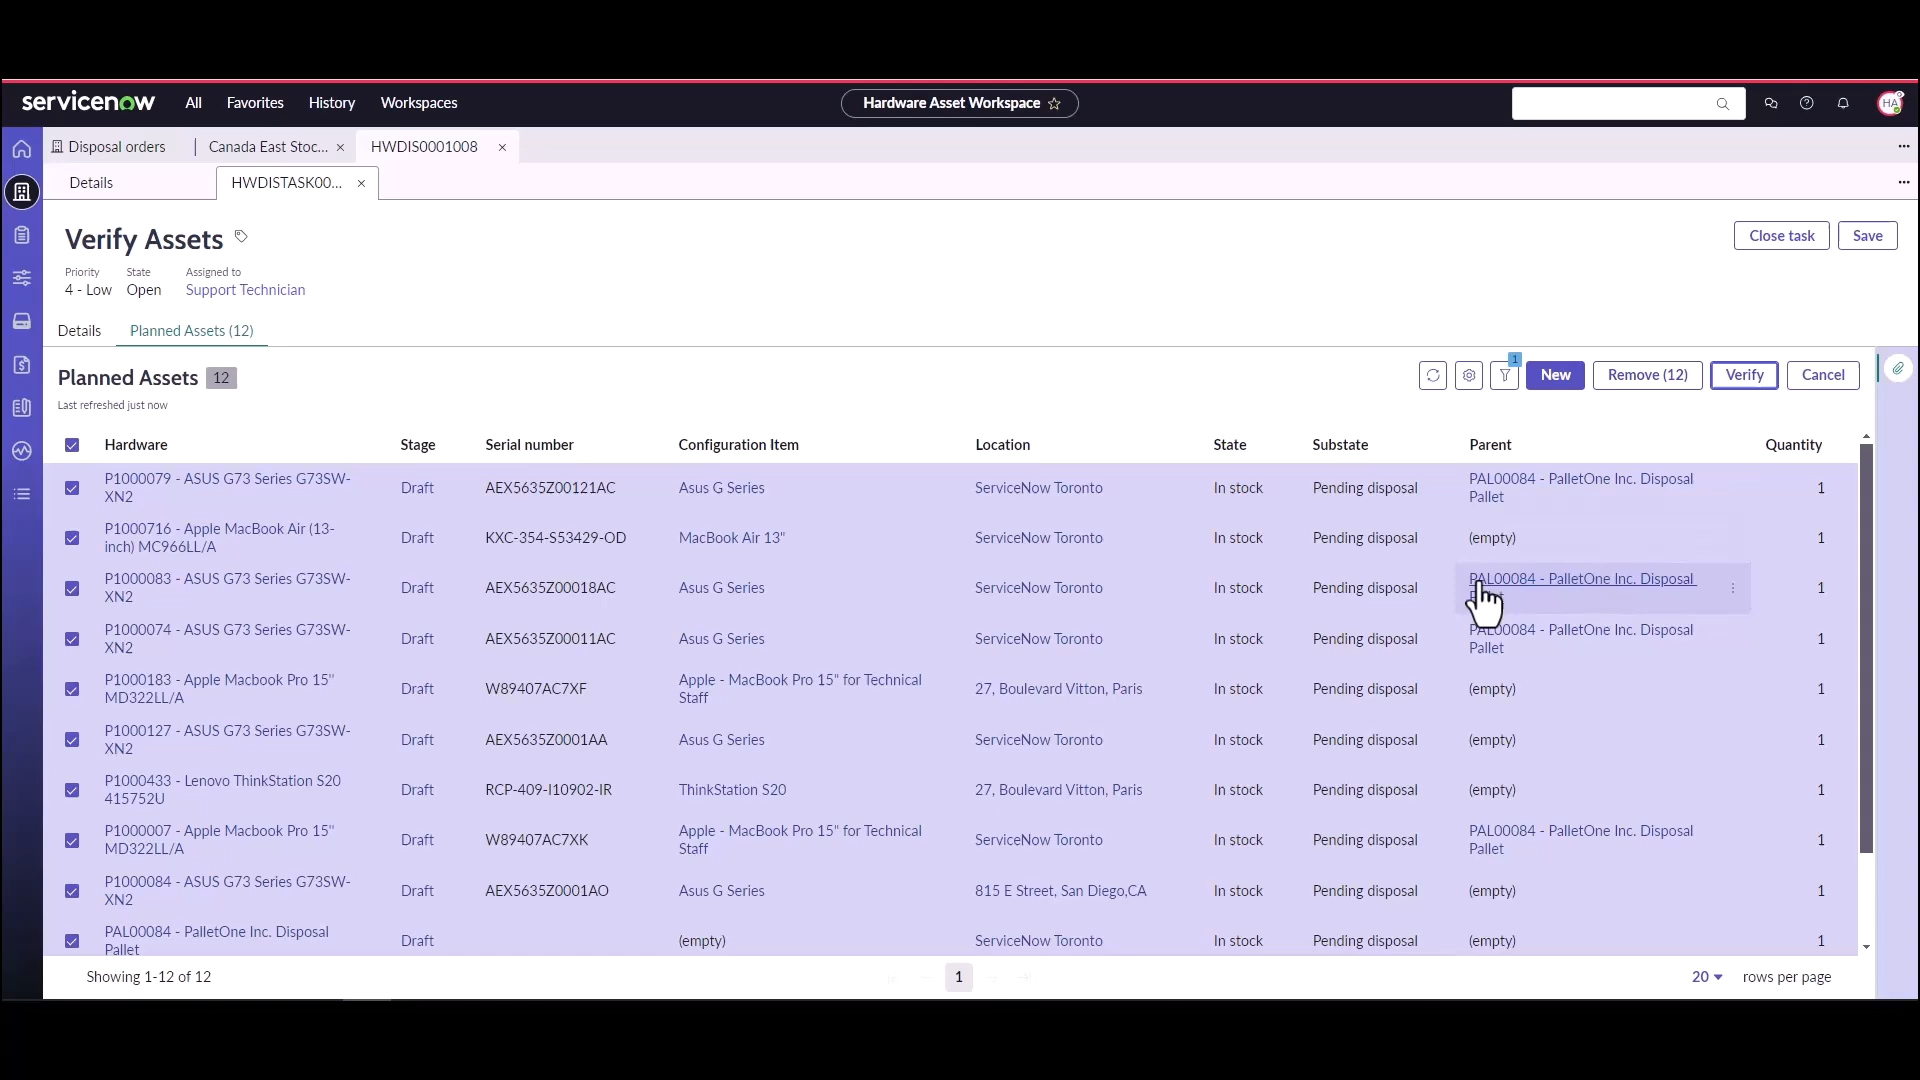 servicenow All Favorites History Workspaces Hardware Asset Workspace HA
Disposal orders Canada East Stoc... HWDIS0001008
Details HWDISTASK00...
Verify Assets Close task Save
Priority State Assigned to
4 - Low Open Support Technician
Details Planned Assets (12)
1
Planned Assets 12 New Remove (12) Verify Cancel
Last refreshed just now
Hardware Stage Serial number Configuration Item Location State Substate Parent Quantity
P1000079 - ASUS G73 Series G73SW-
XN2 Draft AEX5635Z00121AC Asus G Series ServiceNow Toronto In stock Pending disposal PAL00084 - PalletOne Inc. Disposal
Pallet 1
P1000716 - Apple MacBook Air (13-
inch) MC966LL/A Draft KXC-354-S53429-OD MacBook Air 13" ServiceNow Toronto In stock Pending disposal (empty) 1
P1000083 - ASUS G73 Series G73SW-
XN2 Draft AEX5635Z00018AC Asus G Series ServiceNow Toronto In stock Pending disposal PAL00084 - PalletOne Inc. Disposal
1
P1000074 - ASUS G73 Series G73SW-
XN2 Draft AEX5635Z00011AC Asus G Series ServiceNow Toronto In stock Pending disposal PAL00084 - PalletOne Inc. Disposal
Pallet 1
P1000183 - Apple Macbook Pro 15"
MD322LL/A Draft W89407AC7XF Apple - MacBook Pro 15" for Technical
Staff 27, Boulevard Vitton, Paris In stock Pending disposal (empty) 1
P1000127 - ASUS G73 Series G73SW-
XN2 Draft AEX5635Z0001AA Asus G Series ServiceNow Toronto In stock Pending disposal (empty) 1
P1000433 - Lenovo ThinkStation S20
415752U Draft RCP-409-I10902-IR ThinkStation S20 27, Boulevard Vitton, Paris In stock Pending disposal (empty) 1
P1000007 - Apple Macbook Pro 15"
MD322LL/A Draft W89407AC7XK Apple - MacBook Pro 15" for Technical
Staff ServiceNow Toronto In stock Pending disposal PAL00084 - PalletOne Inc. Disposal
Pallet 1
P1000084 - ASUS G73 Series G73SW-
XN2 Draft AEX5635Z0001AO Asus G Series 815 E Street, San Diego,CA In stock Pending disposal (empty) 1
PAL00084 - PalletOne Inc. Disposal
Pallet Draft (empty) ServiceNow Toronto In stock Pending disposal (empty) 1
Showing 1-12 of 12 1 20 rows per page